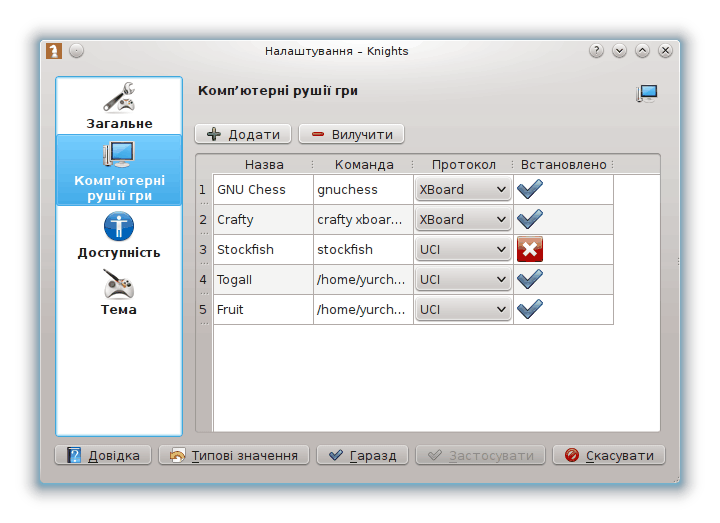 Налаштування – Knights
Загальне
Комп’ютерні
рушії гри
Доступність
Тема
Комп’ютерні рушії гри
Додати Вилучити
Назва Команда Протокол Встановлено
1 GNU Chess gnuchess XBoard
2 Crafty crafty xboar... XBoard
3 Stockfish stockfish UCI
4 TogaII /home/yurch... UCI
5 Fruit /home/yurch... UCI
Довідка Типові значення Гаразд Застосувати Скасувати